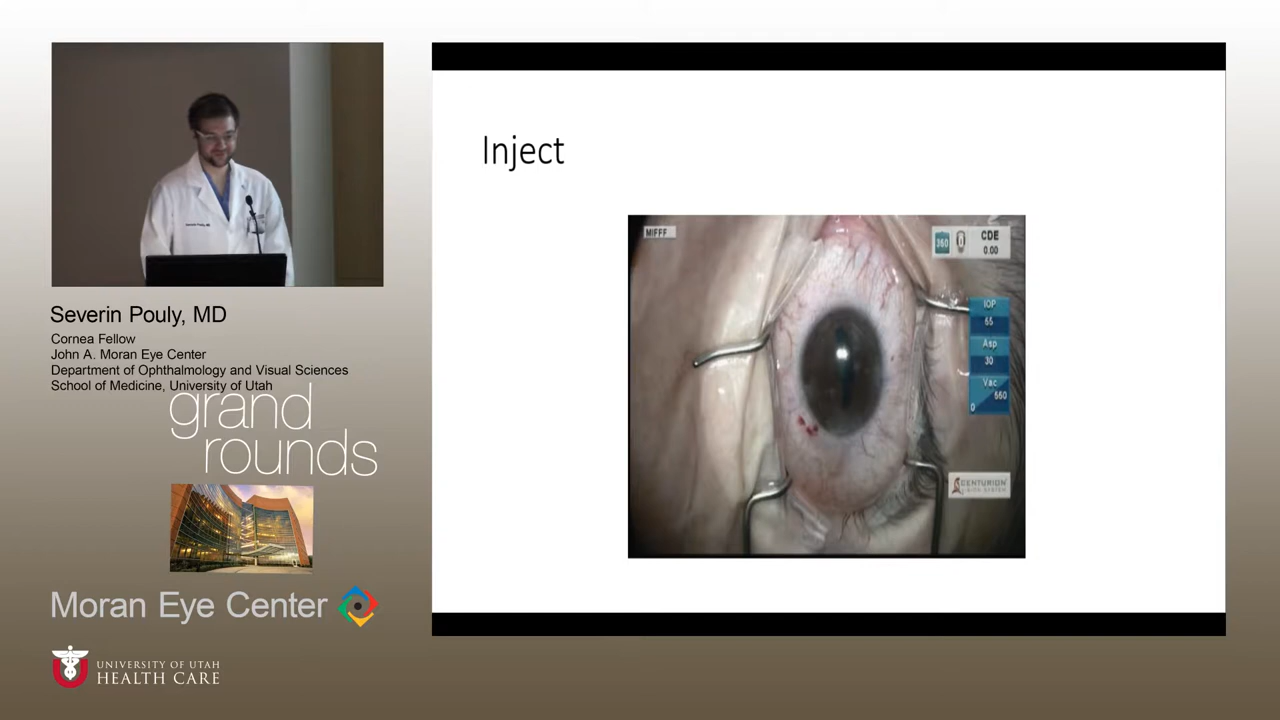 Inject
MIFFF
360
CDE
0.00
IOP
65
Asp
30
Vac
560
0
CENTURION
VISION SYSTEM
Severin Pouly, MD
Cornea Fellow
John A. Moran Eye Center
Department of Ophthalmology and Visual Sciences
School of Medicine, University of Utah
grand
rounds
Moran Eye Center
UNIVERSITY OF UTAH
HEALTH CARE